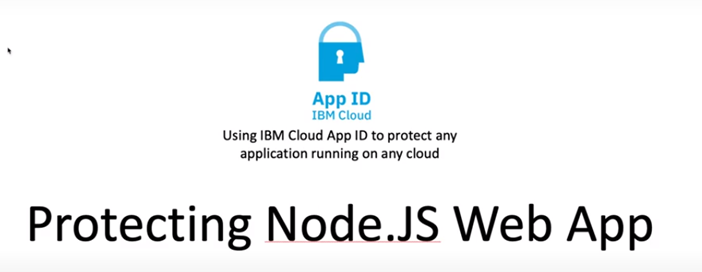 App ID
IBM Cloud
Using IBM Cloud App ID to protect any
application running on any cloud
Protecting Node.JS Web App